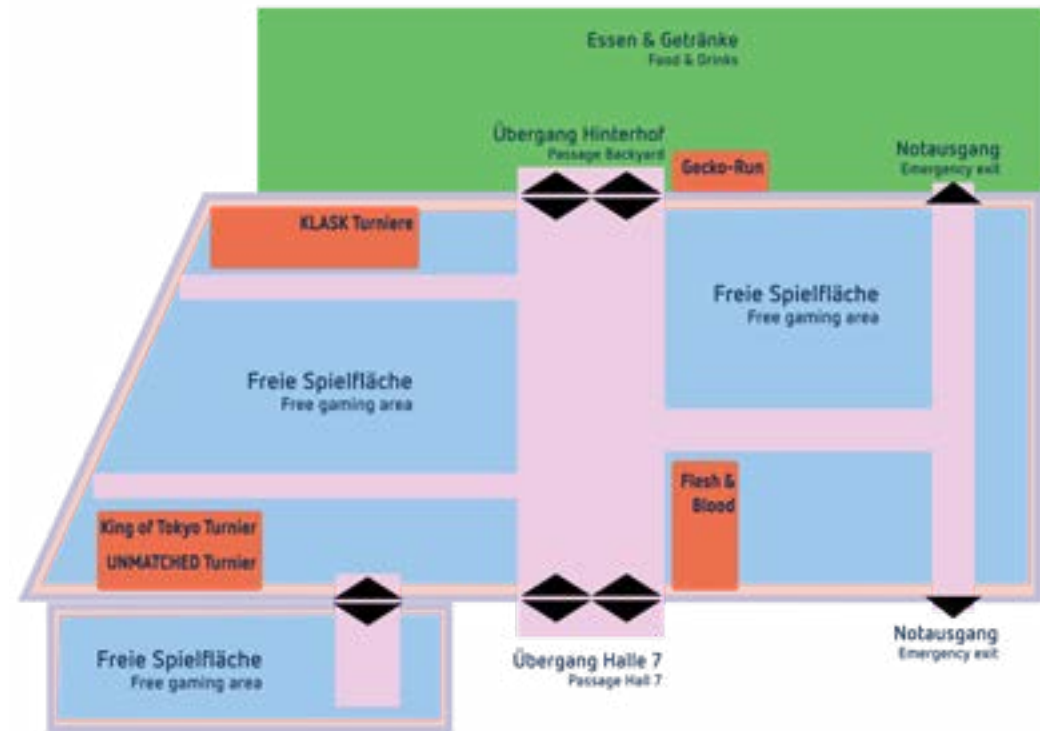 Essen & Getränke
Food & Drinks
Übergang Hinterhof
Passage Backyard
Gecko-Run
Notausgang
Emergency exit
KLASK Turniere
Freie Spielfläche
Free gaming area
Freie Spielfläche
Free gaming area
Flesh &
Blood
King of Tokyo Turnier
UNMATCHED Turnier
Freie Spielfläche
Free gaming area
Übergang Halle 7
Passage Hall 7
Notausgang
Emergency exit